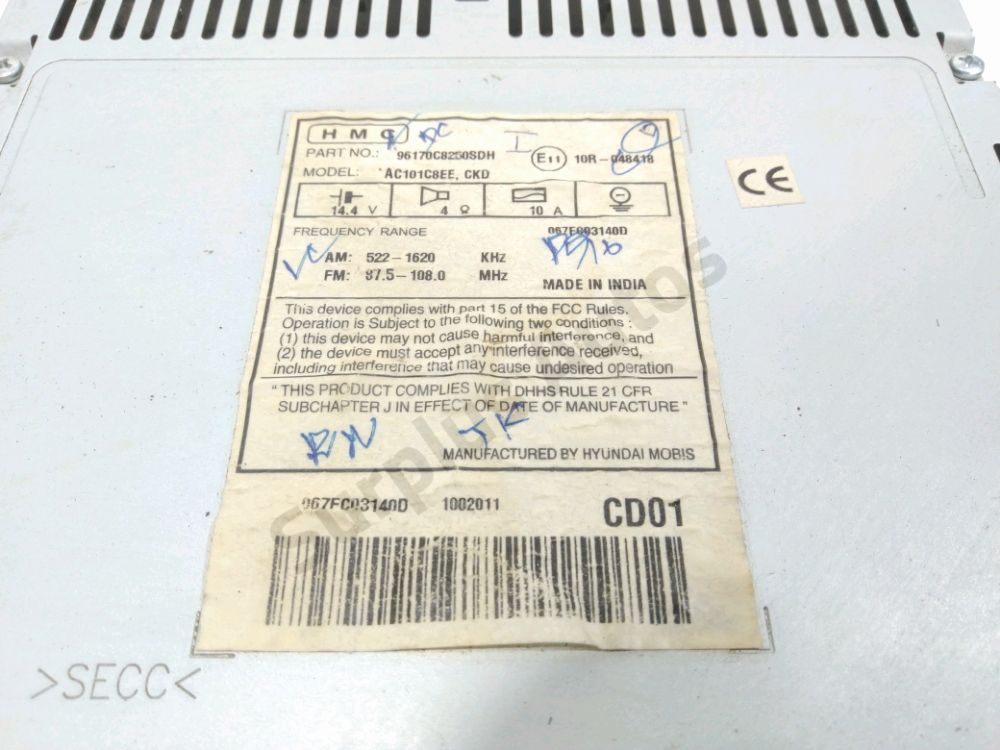 HMC
PART NO.: 96170C8250SDH E11 10R-048418
MODEL: AC101C8EE, CKD
14.4 V 4 Ω 10 A
FREQUENCY RANGE 067FC03140D
AM: 522-1620 KHz
FM: 87.5-108.0 MHz MADE IN INDIA
This device complies with part 15 of the FCC Rules.
Operation is Subject to the following two conditions :
(1) this device may not cause harmful interference, and
(2) the device must accept any interference received,
including interference that may cause undesired operation
" THIS PRODUCT COMPLIES WITH DHHS RULE 21 CFR
SUBCHAPTER J IN EFFECT OF DATE OF MANUFACTURE "
JK
MANUFACTURED BY HYUNDAI MOBIS
067FC03140D 1002011 CD01
CE
>SECC<
Surplus Autos